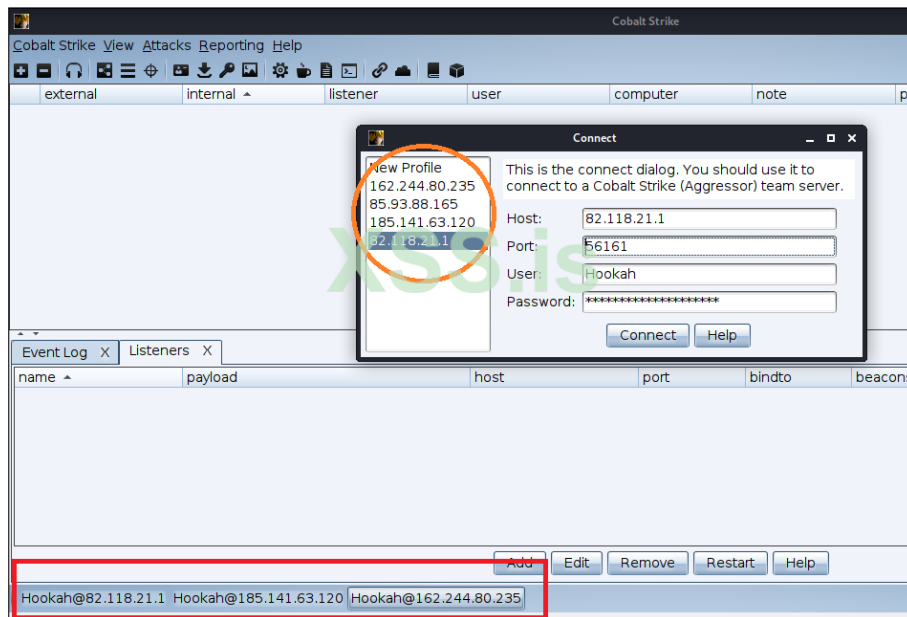 Cobalt Strike
Cobalt Strike View Attacks Reporting Help
external internal listener user computer note p
Connect
New Profile
162.244.80.235
85.93.88.165
185.141.63.120
82.118.21.1
This is the connect dialog. You should use it to
connect to a Cobalt Strike (Aggressor) team server.
Host: 82.118.21.1
Port: 56161
User: Hookah
Password: ********************
Connect Help
XSS.is
Event Log X Listeners X
name payload host port bindto beacons
Add Edit Remove Restart Help
Hookah@82.118.21.1 Hookah@185.141.63.120 Hookah@162.244.80.235